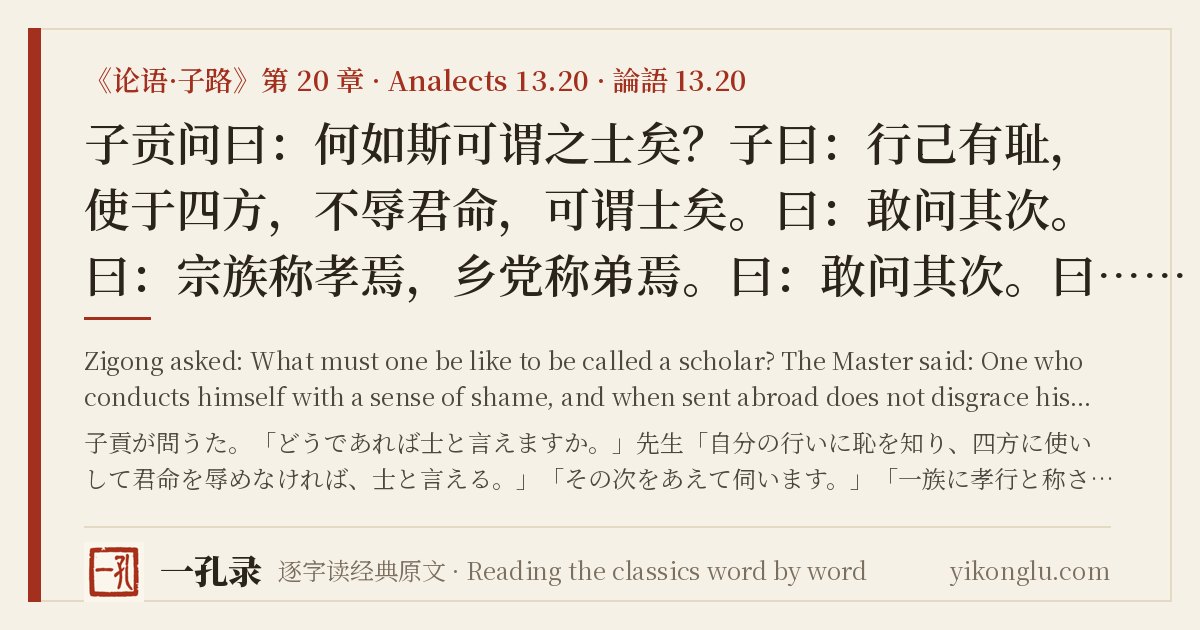 《论语·子路》第 20 章 · Analects 13.20 · 論語 13.20
子贡问曰：何如斯可谓之士矣？子曰：行己有耻，
使于四方，不辱君命，可谓士矣。曰：敢问其次。
曰：宗族称孝焉，乡党称弟焉。曰：敢问其次。曰……
Zigong asked: What must one be like to be called a scholar? The Master said: One who
conducts himself with a sense of shame, and when sent abroad does not disgrace his...
子貢が問うた。「どうであれば士と言えますか。」先生「自分の行いに恥を知り、四方に使い
して君命を辱めなければ、士と言える。」「その次をあえて伺います。」「一族に孝行と称さ…
一孔
一孔录 逐字读经典原文 · Reading the classics word by word yikonglu.com